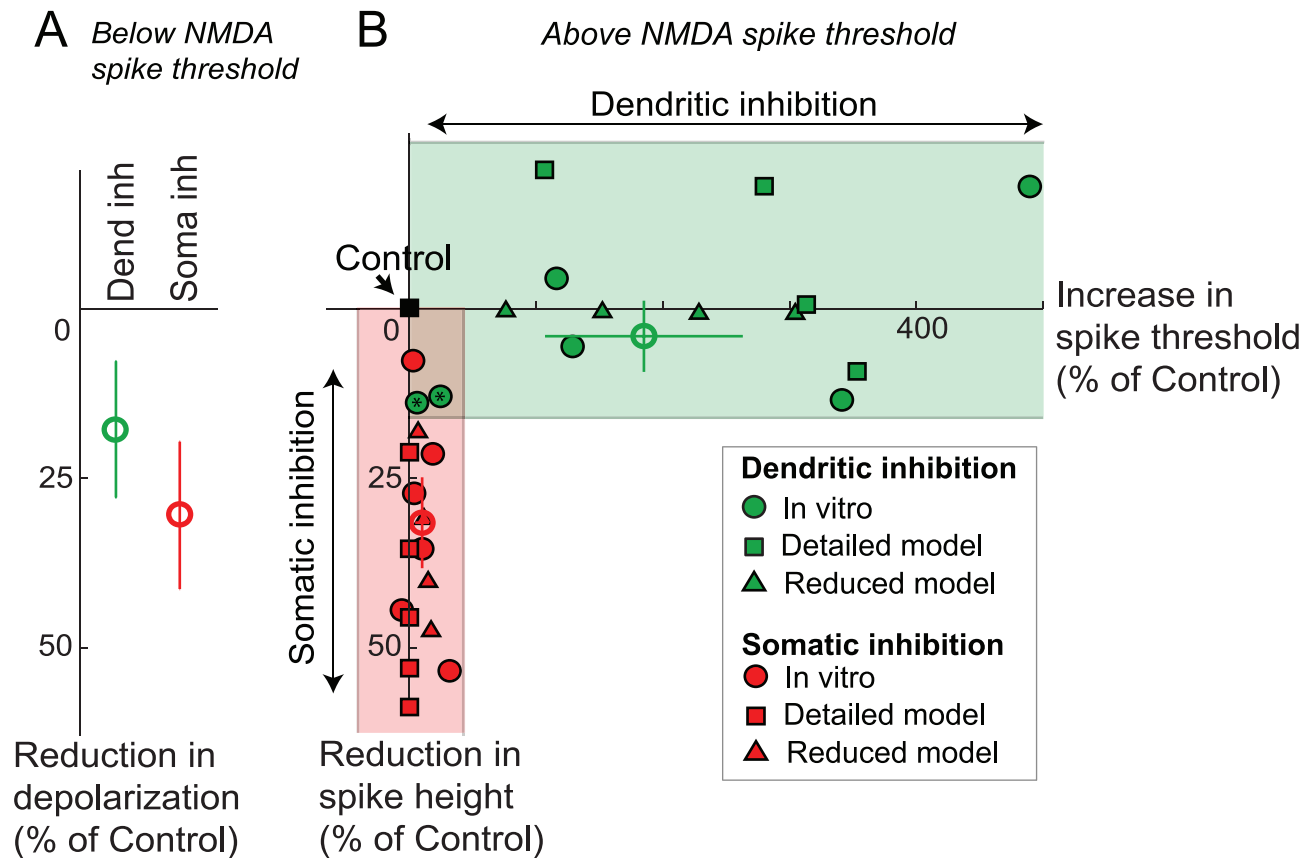 A
Below NMDA
spike threshold
B
Above NMDA spike threshold
Dendritic inhibition
Dend inh
Soma inh
Control
0
25
50
0
400
25
50
Somatic inhibition
Increase in
spike threshold
(% of Control)
*
*
Dendritic inhibition
In vitro
Detailed model
Reduced model
Somatic inhibition
In vitro
Detailed model
Reduced model
Reduction in
depolarization
(% of Control)
Reduction in
spike height
(% of Control)